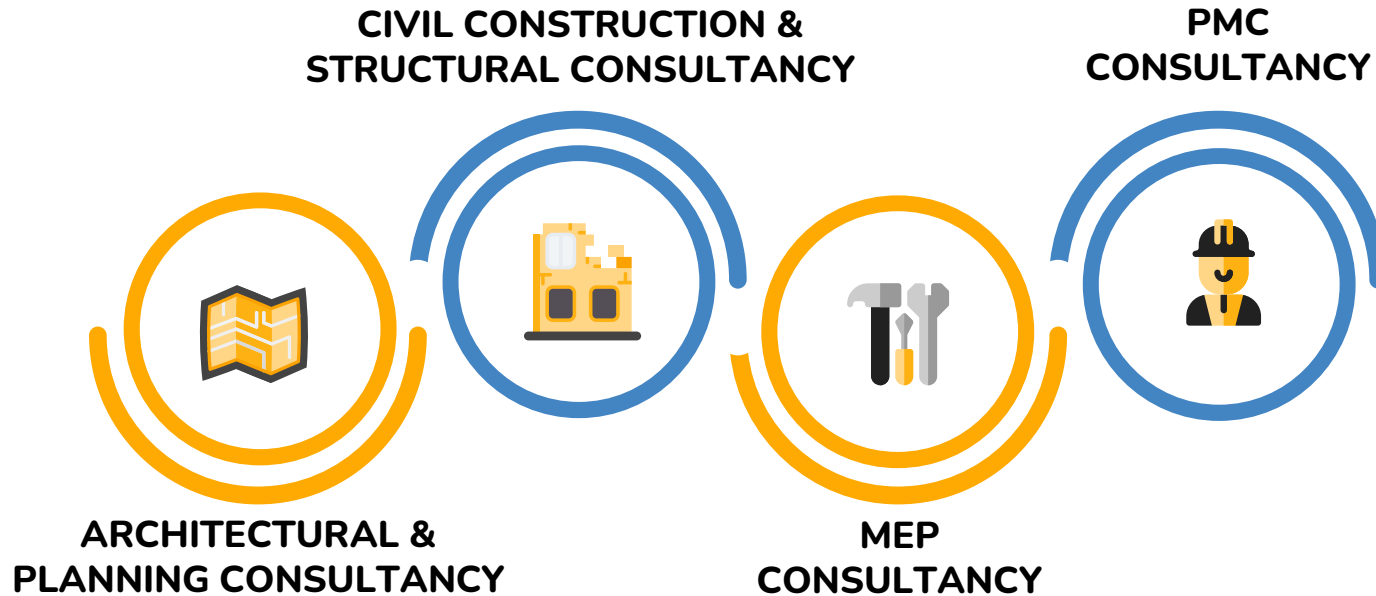 CIVIL CONSTRUCTION &
STRUCTURAL CONSULTANCY
PMC
CONSULTANCY
ARCHITECTURAL &
PLANNING CONSULTANCY
MEP
CONSULTANCY